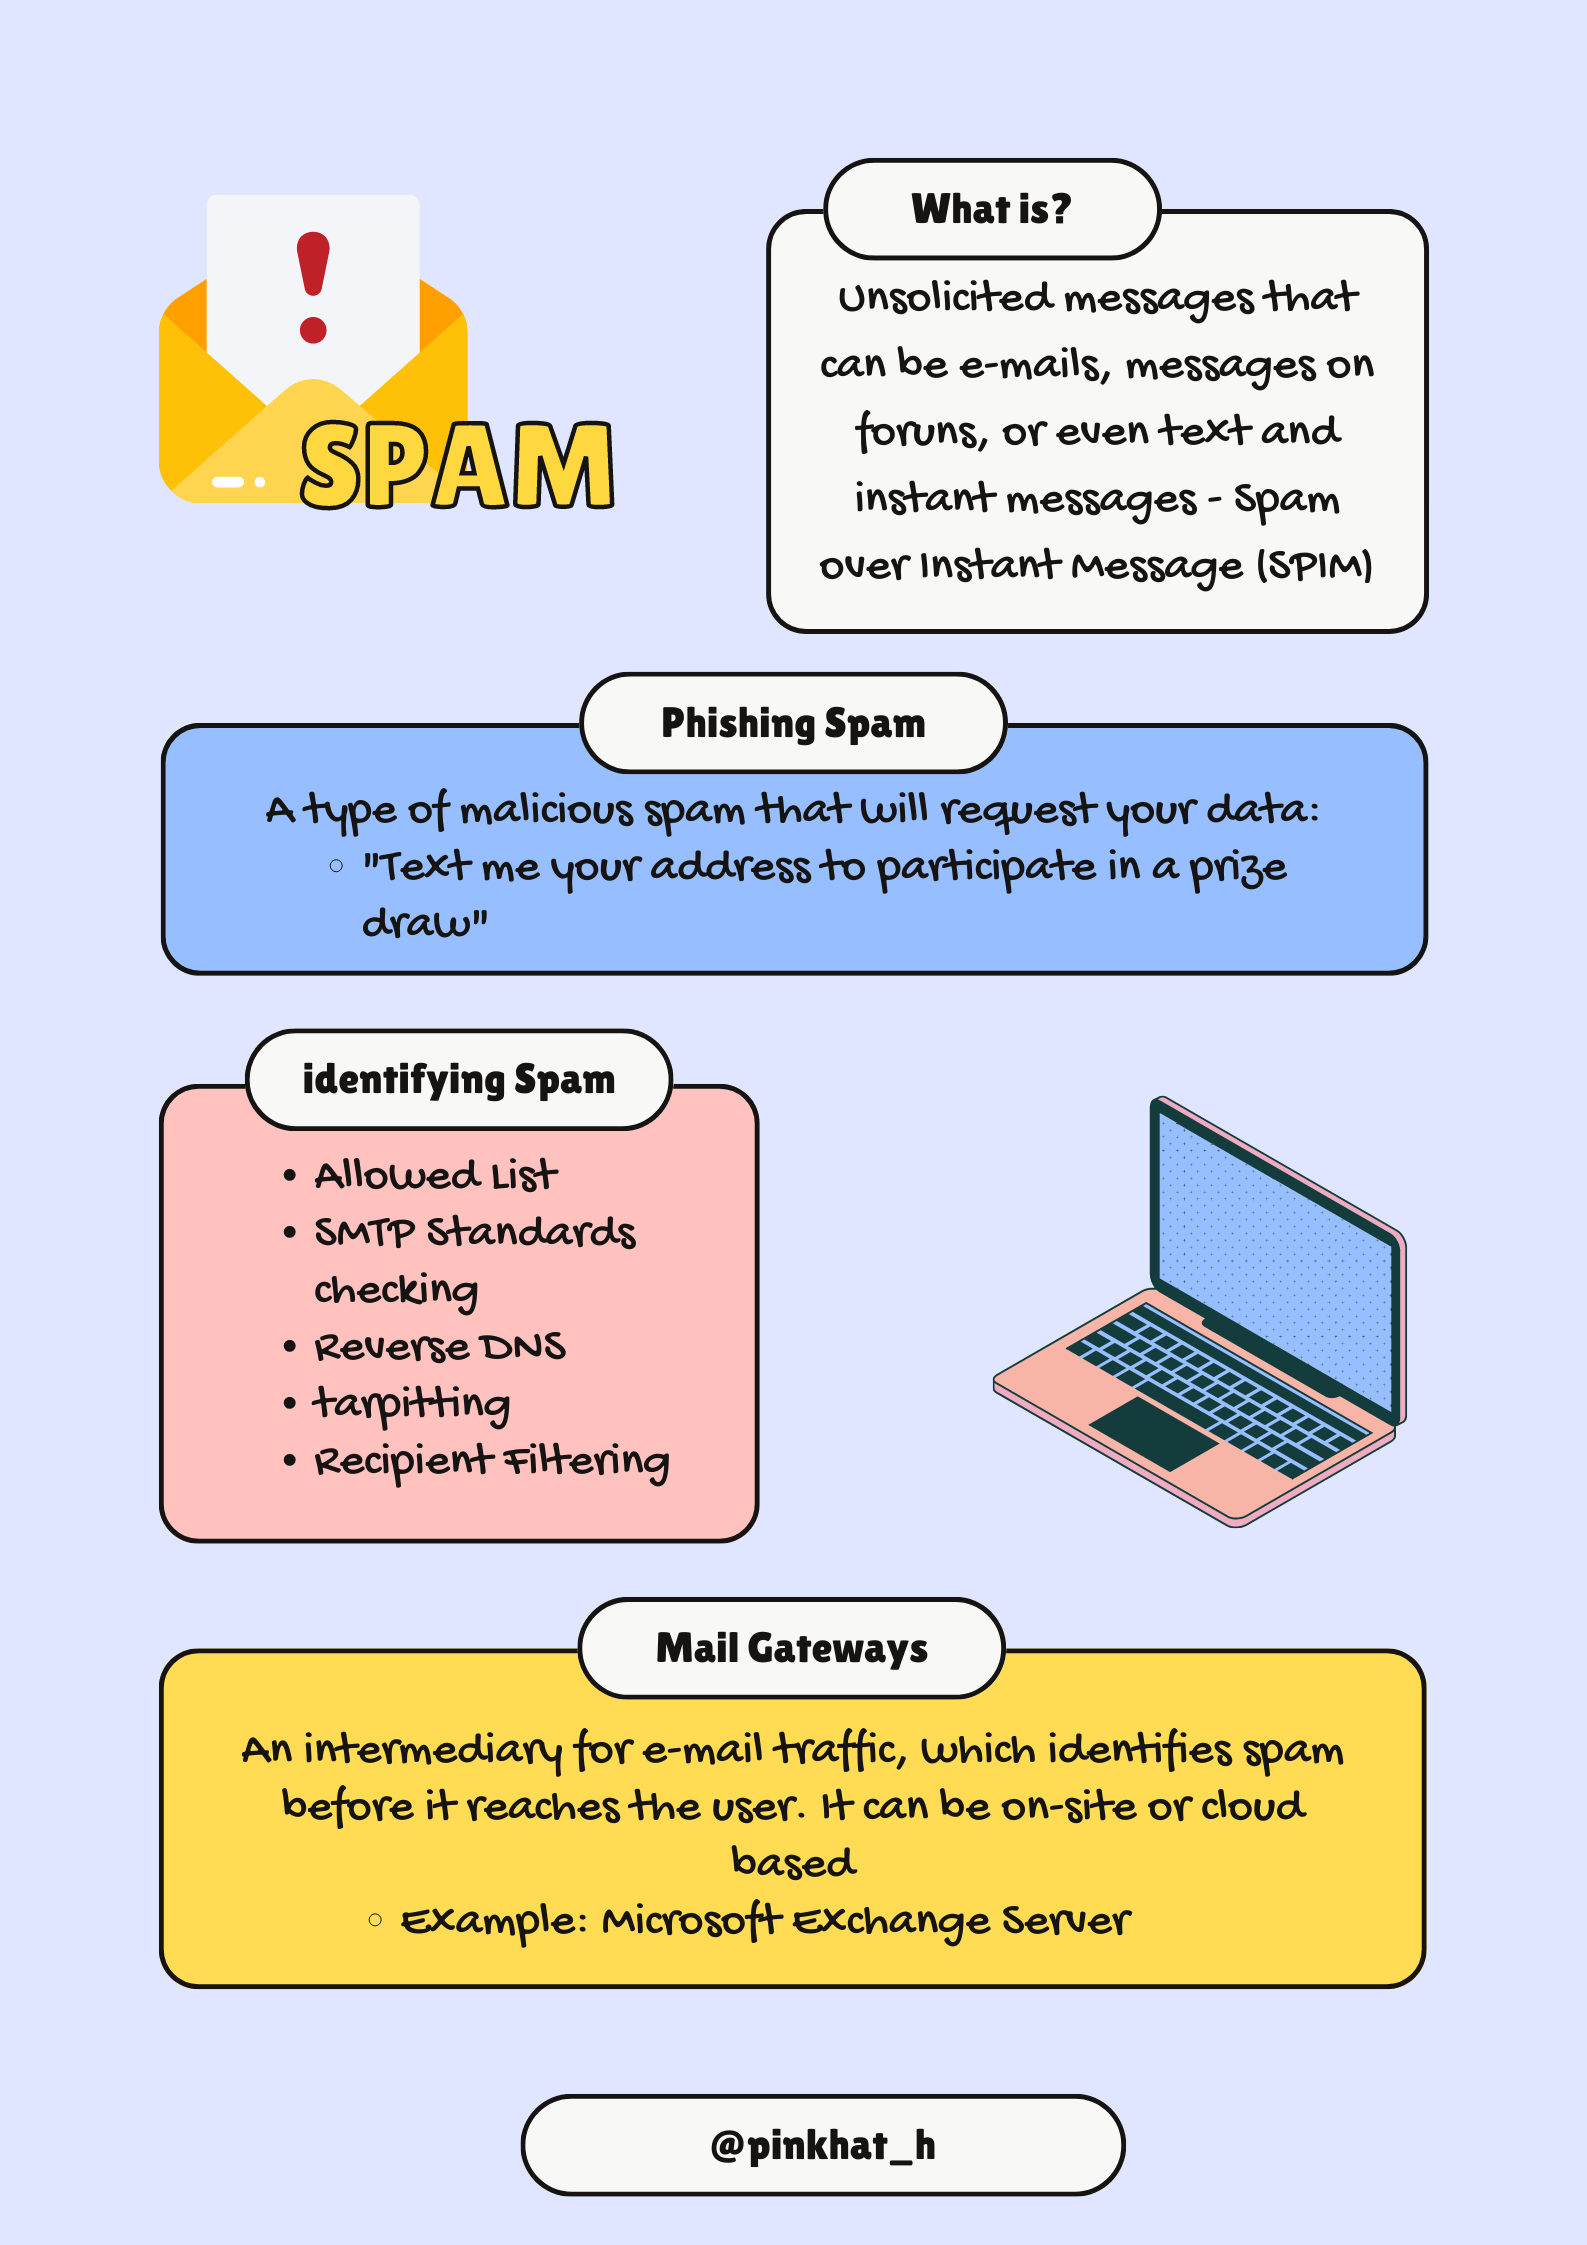 SPAM
What is?
Unsolicited messages that
can be e-mails, messages on
foruns, or even text and
instant messages - Spam
over Instant Message (SPIM)
Phishing Spam
A type of malicious spam that will request your data:
"Text me your address to participate in a prize
draw"
identifying Spam
• Allowed List
• SMTP Standards
checking
• Reverse DNS
• tarpitting
• Recipient Filtering
Mail Gateways
An intermediary for e-mail traffic, which identifies spam
before it reaches the user. It can be on-site or cloud
based
Example: Microsoft Exchange Server
@pinkhat_h